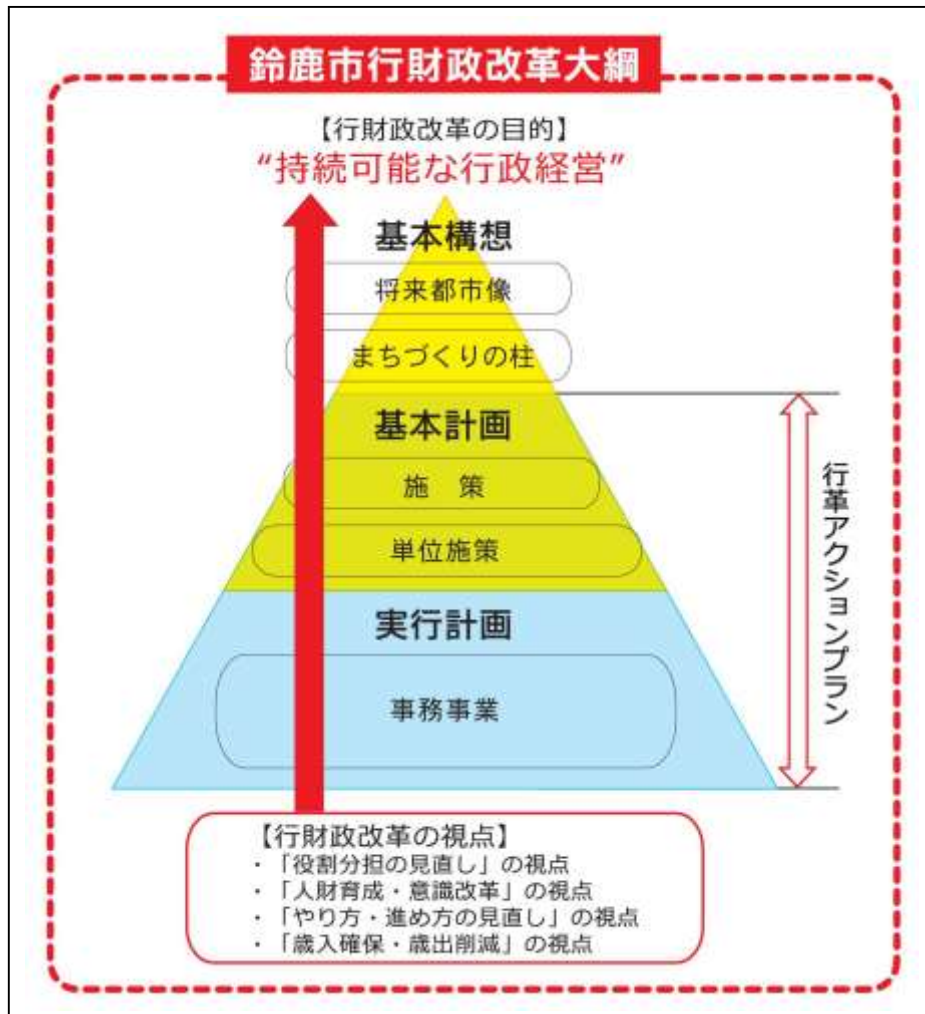 鈴鹿市行財政改革大綱
【行財政改革の目的】
“持続可能な行政経営”
基本構想
将来都市像
まちづくりの柱
基本計画
施　策
単位施策
実行計画
事務事業
行革アクションプラン
【行財政改革の視点】
・「役割分担の見直し」の視点
・「人財育成・意識改革」の視点
・「やり方・進め方の見直し」の視点
・「歳入確保・歳出削減」の視点